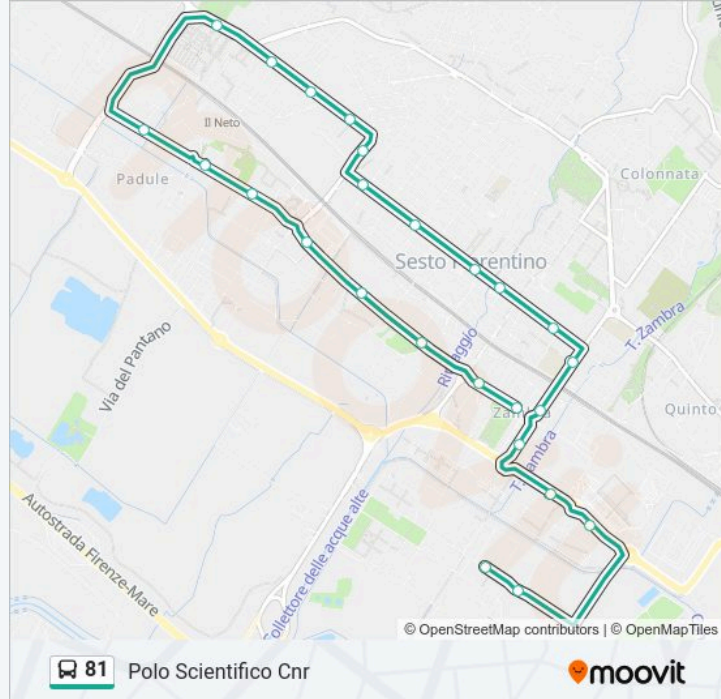 Il Neto
Padule
Colonnata
Sesto Fiorentino
T. Zambra
Rimaggio
Via del Pantano
Zambra
Quinto
T. Zambra
Autostrada Firenze-Mare
Collettore delle acque alte
© OpenStreetMap contributors | © OpenMapTiles
81 Polo Scientifico Cnr
moovit